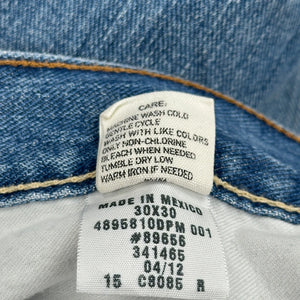 CARE:
MACHINE WASH COLD
GENTLE CYCLE
WASH WITH LIKE COLORS
ONLY NON-CHLORINE
BLEACH WHEN NEEDED
TUMBLE DRY LOW
WARM IRON IF NEEDED
MADE IN MEXICO
30X30
4895810DPM 001
#89656
341465
04/12
15 C9085 R